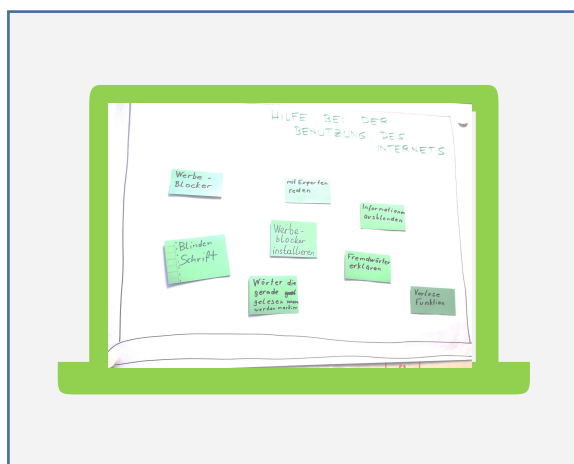 HILFE BEI DER
BENUTZUNG DES
INTERNETS
Werbe-
Blocker
mit Experten
reden
Informationen
ausblenden
Werbe-
blocker
installieren
Blinden
Schrift
Fremdwörter
erklären
Wörter die
gerade
gelesen
werden markiern
Vorlese
Funktion